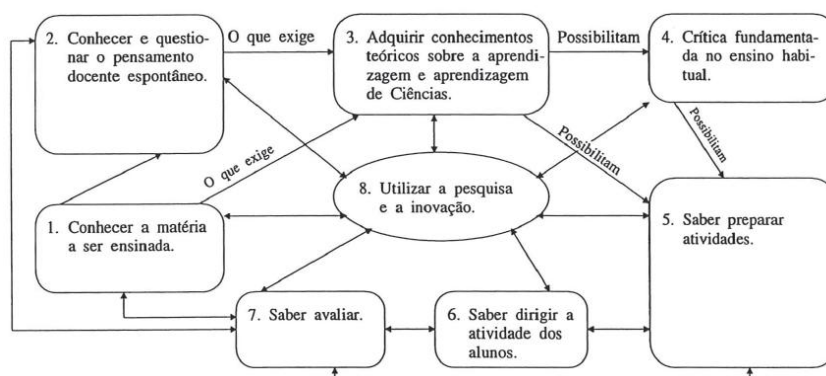 2. Conhecer e questio-
nar o pensamento
docente espontâneo.
O que exige
3. Adquirir conhecimentos
teóricos sobre a aprendi-
zagem e aprendizagem
de Ciências.
Possibilitam
4. Crítica fundamentada
no ensino habi-
tual.
O que exige
Possibilitam
Possibilitam
1. Conhecer a matéria
a ser ensinada.
8. Utilizar a pesquisa
e a inovação.
5. Saber preparar
atividades.
7. Saber avaliar.
6. Saber dirigir a
atividade dos
alunos.